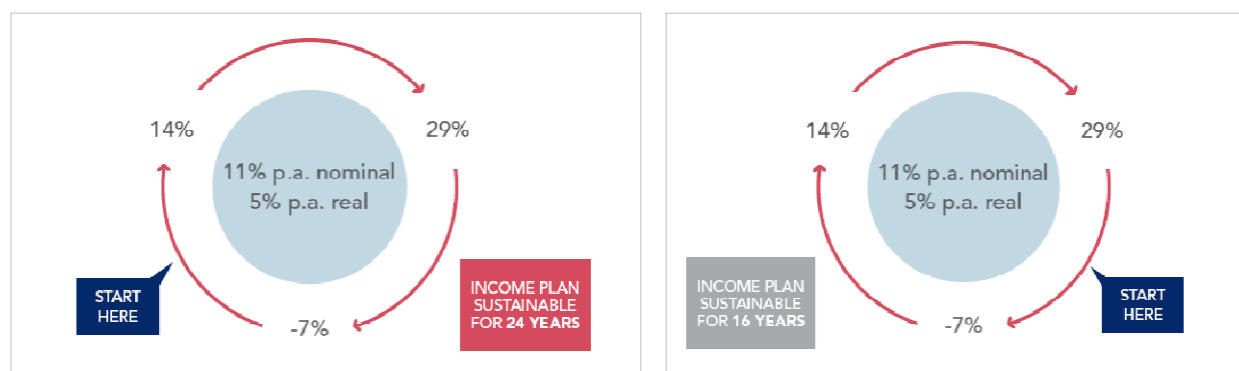 14%
29%
11% p.a. nominal
5% p.a. real
START
HERE
-7%
INCOME PLAN
SUSTAINABLE
FOR 24 YEARS
14%
29%
11% p.a. nominal
5% p.a. real
INCOME PLAN
SUSTAINABLE
FOR 16 YEARS
-7%
START
HERE